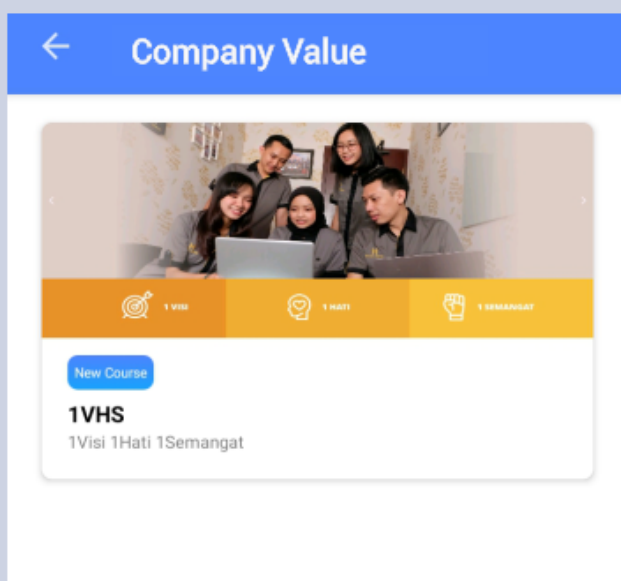 Company Value
1 VISI
1 HATI
1 SEMANGAT
New Course
1VHS
1Visi 1Hati 1Semangat